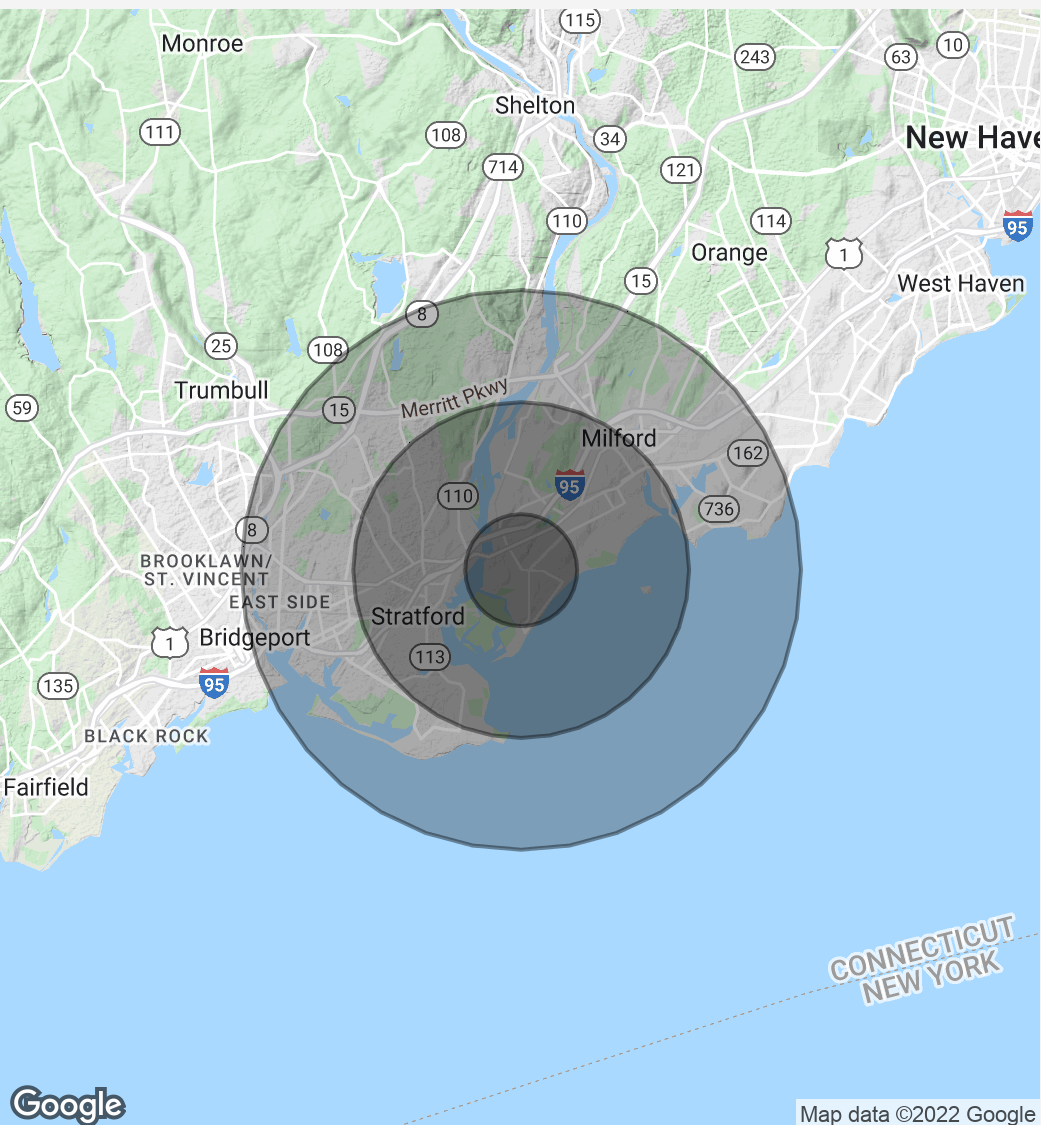 115
Monroe
10
243
63
Shelton
111
108
34
New Have
714
121
110
114
95
Orange
1
15
West Haven
8
25
108
Trumbull
Merritt Pkwy
59
15
Milford
162
95
110
736
8
BROOKLAWN/
ST. VINCENT
EAST SIDE
Stratford
1
Bridgeport
113
95
135
BLACK ROCK
Fairfield
CONNECTICUT
NEW YORK
Google
Map data ©2022 Google